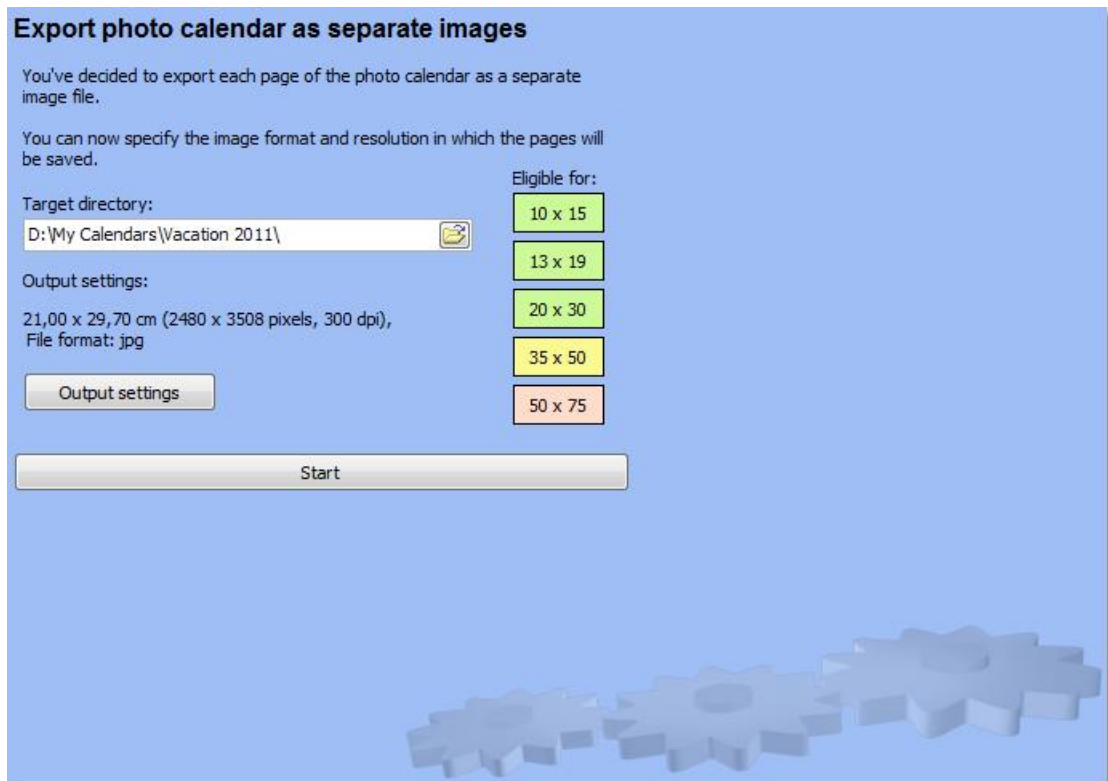 Export photo calendar as separate images
You've decided to export each page of the photo calendar as a separate
image file.
You can now specify the image format and resolution in which the pages will
be saved.
Eligible for:
Target directory:
D:\My Calendars\Vacation 2011\
Output settings:
21,00 x 29,70 cm (2480 x 3508 pixels, 300 dpi),
File format: jpg
Output settings
10 x 15
13 x 19
20 x 30
35 x 50
50 x 75
Start